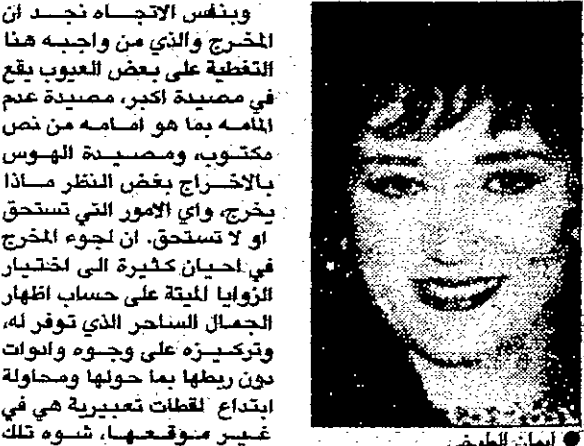 وبنفس الاتجاه نجد ان
المخرج والذي من واجبه هنا
التغطية على بعض العيوب يقع
في مصيدة اكبر، مصيدة عدم
المامه بما هو امامه من نص
مكتوب، ومصيدة الهوس
بالاخراج بغض النظر ماذا
يخرج، واي الامور التي تستحق
او لا تستحق. ان لجوء المخرج
في احيان كثيرة الى اختيار
الزوايا الميتة على حساب اظهار
الجمال الساحر الذي توفر له،
وتركيزه على وجوه وادوات
دون ربطها بما حولها ومحاولة
ابتداع لقطات تعبيرية هي في
غير موقعها، شوه تلك
ايمان